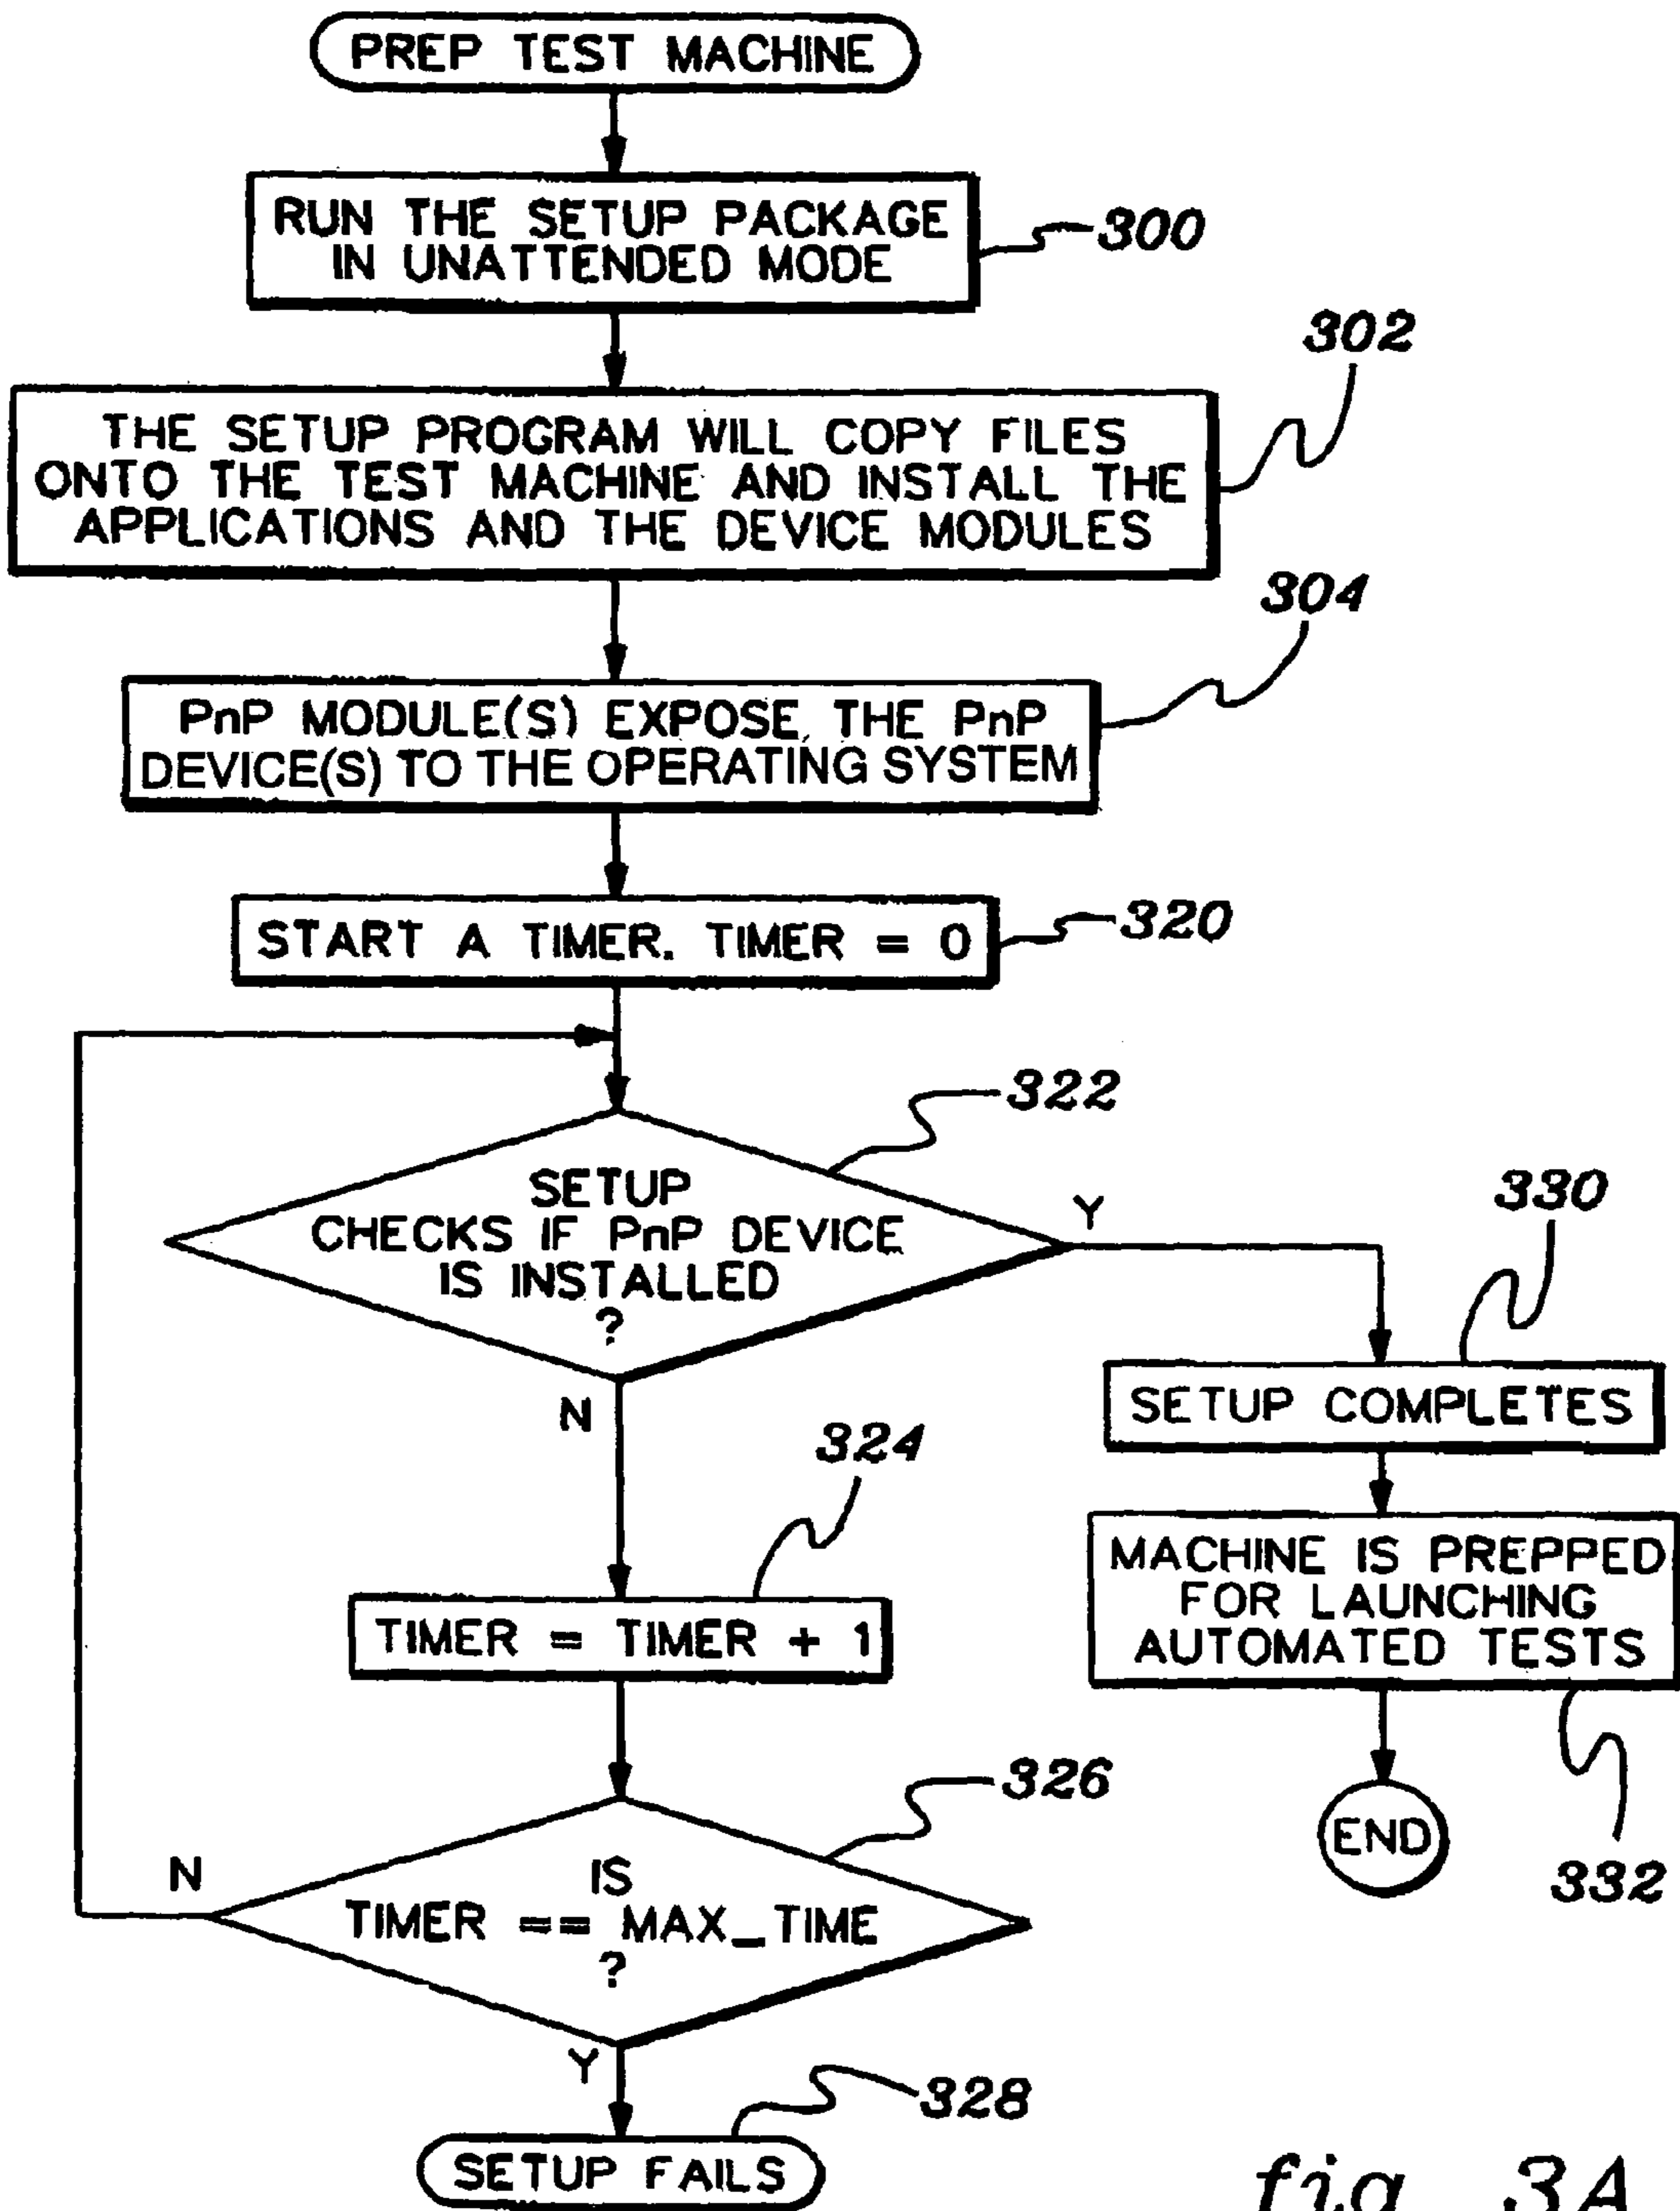 PREP TEST MACHINE
RUN THE SETUP PACKAGE
IN UNATTENDED MODE
300
302
THE SETUP PROGRAM WILL COPY FILES
ONTO THE TEST MACHINE AND INSTALL THE
APPLICATIONS AND THE DEVICE MODULES
304
PnP MODULE(S) EXPOSE THE PnP
DEVICE(S) TO THE OPERATING SYSTEM
START A TIMER. TIMER = 0
320
322
SETUP
CHECKS IF PnP DEVICE
IS INSTALLED
?
Y
N
330
SETUP COMPLETES
324
MACHINE IS PREPPED
FOR LAUNCHING
AUTOMATED TESTS
TIMER = TIMER + 1
326
END
332
N
IS
TIMER == MAX_TIME
?
Y
328
SETUP FAILS
fig. 3A